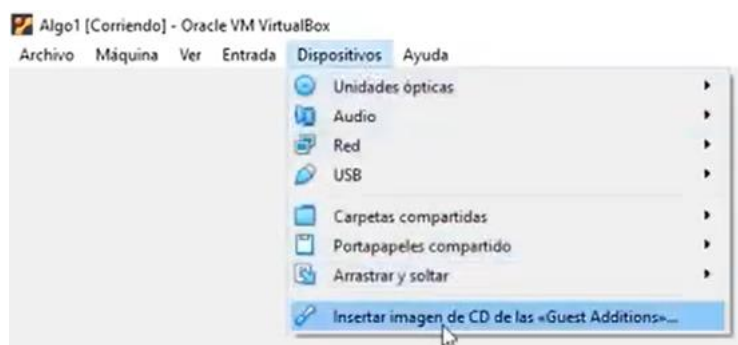 Algo1 [Corriendo] - Oracle VM VirtualBox
Archivo Máquina Ver Entrada Dispositivos Ayuda
Unidades ópticas
Audio
Red
USB
Carpetas compartidas
Portapapeles compartido
Arrastrar y soltar
Insertar imagen de CD de las «Guest Additions»...